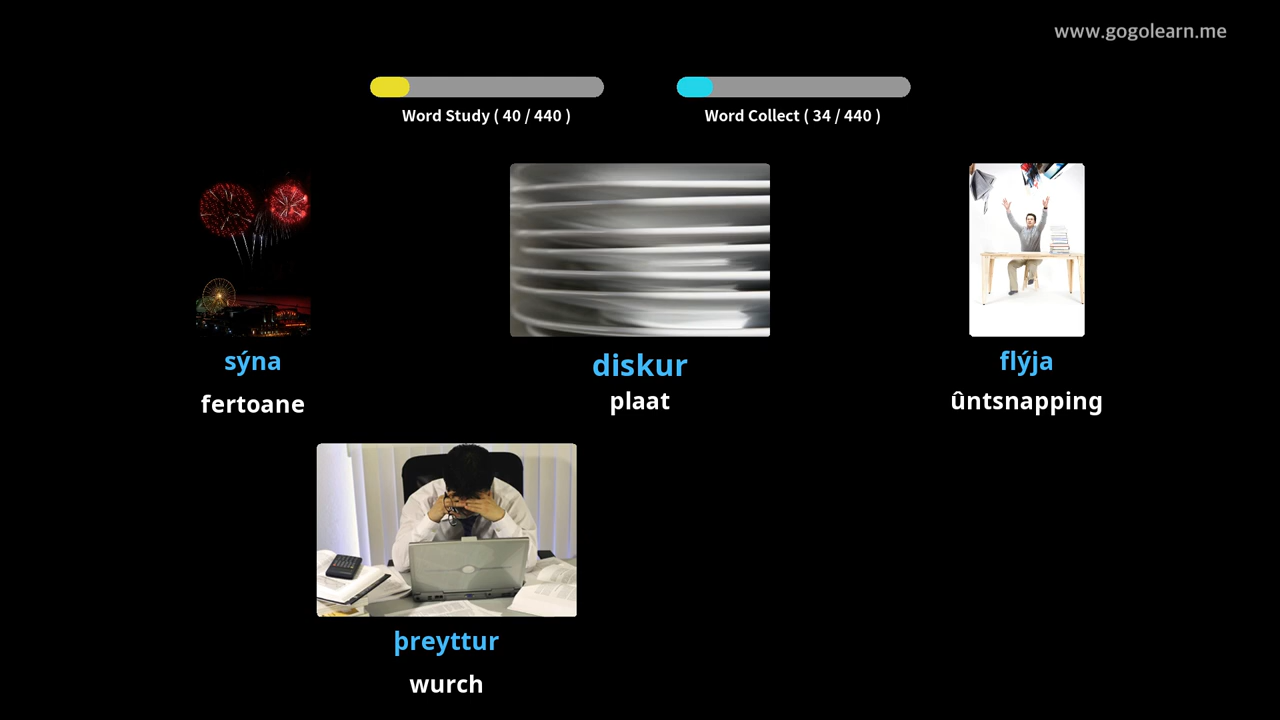 www.gogolearn.me
Word Study ( 40 / 440 )
Word Collect ( 34 / 440 )
sýna
fertoane
diskur
plaat
flýja
ûntsnapping
þreyttur
wurch